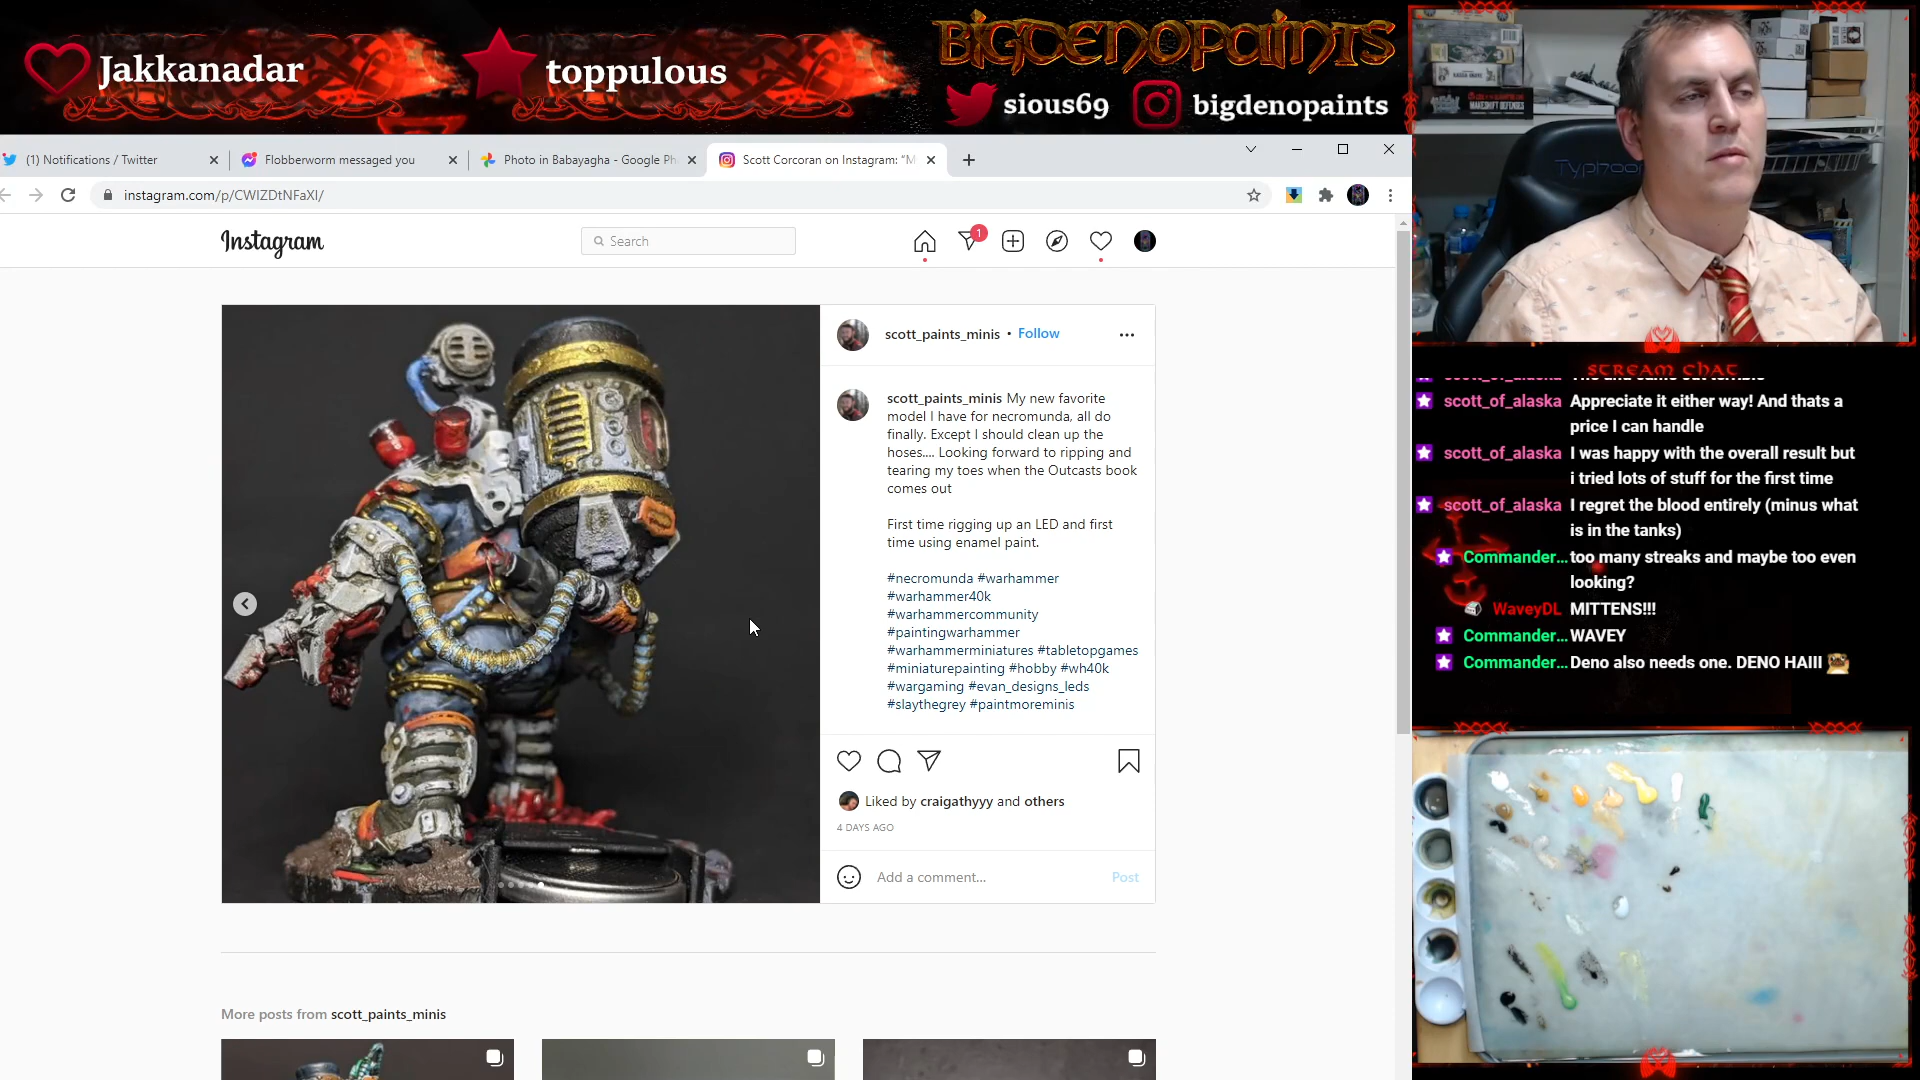 Jakkanadar
toppulous
BIGDENOPAINTS
sious69
bigdenopaints
(1) Notifications / Twitter
Flobberworm messaged you
Photo in Babayagha - Google Ph
Scott Corcoran on Instagram: “M
instagram.com/p/CWIZDtNFaXI/
Instagram
Search
1
scott_paints_minis • Follow
scott_paints_minis My new favorite
model I have for necromunda, all do
finally. Except I should clean up the
hoses.... Looking forward to ripping and
tearing my toes when the Outcasts book
comes out
First time rigging up an LED and first
time using enamel paint.
#necromunda #warhammer
#warhammer40k
#warhammercommunity
#paintingwarhammer
#warhammerminiatures #tabletopgames
#miniaturepainting #hobby #wh40k
#wargaming #evan_designs_leds
#slaythegrey #paintmoreminis
Liked by craigathyyy and others
4 DAYS AGO
Add a comment...
Post
More posts from scott_paints_minis
Typhoon
STREAM CHAT
scott_of_alaska Appreciate it either way! And thats a
price I can handle
scott_of_alaska I was happy with the overall result but
i tried lots of stuff for the first time
scott_of_alaska I regret the blood entirely (minus what
is in the tanks)
Commander... too many streaks and maybe too even
looking?
WaveyDL MITTENS!!!
Commander... WAVEY
Commander... Deno also needs one. DENO HAIII